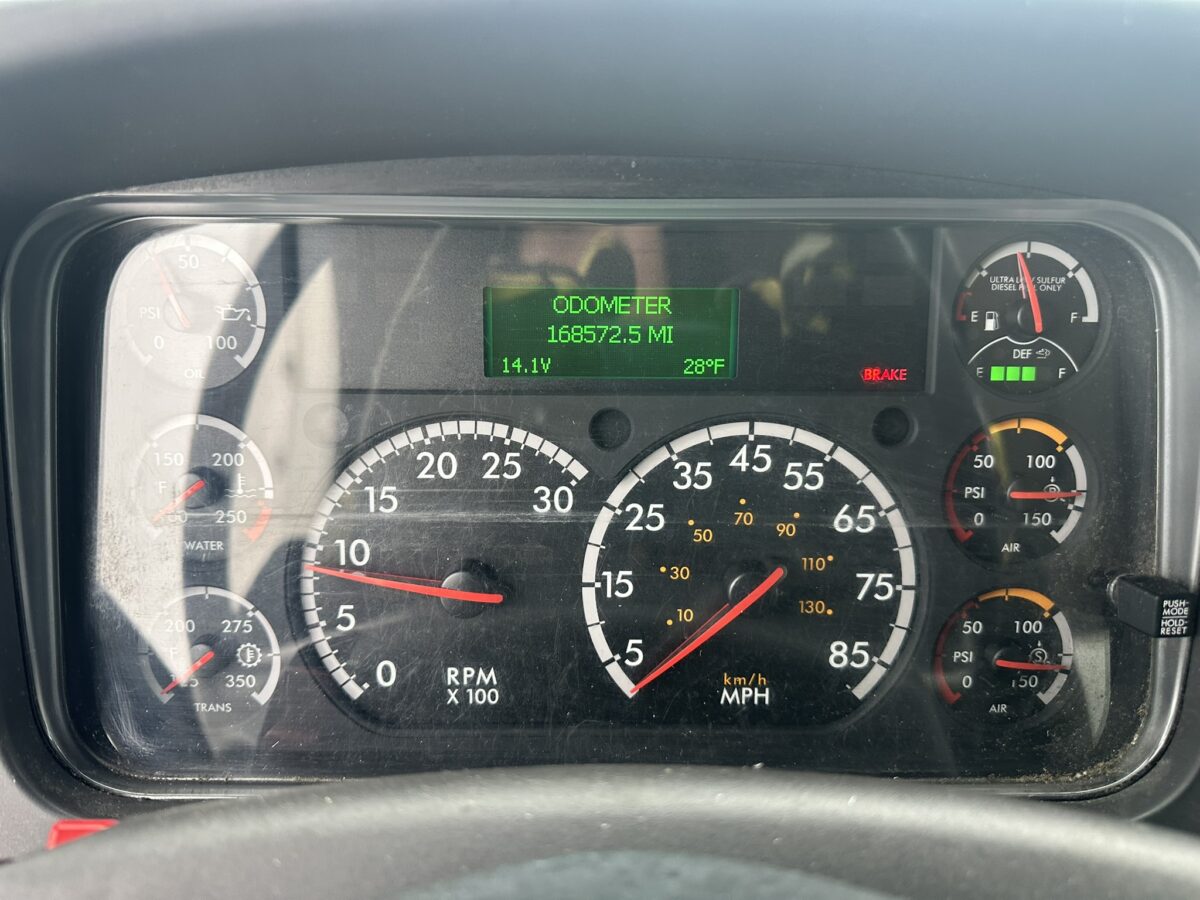 50
PSI
0
100
OIL
ODOMETER
168572.5 MI
14.1V
28°F
BRAKE
ULTRA LOW SULFUR
DIESEL FUEL ONLY
E
F
DEF
E
F
150
200
F
100
250
WATER
200
275
F
350
TRANS
0
5
10
15
20
25
30
RPM
X 100
5
15
25
35
45
55
65
75
85
10
30
50
70
90
110
130
km/h
MPH
50
100
PSI
P
0
150
AIR
50
100
PSI
S
0
150
AIR
PUSH-
MODE
HOLD-
RESET